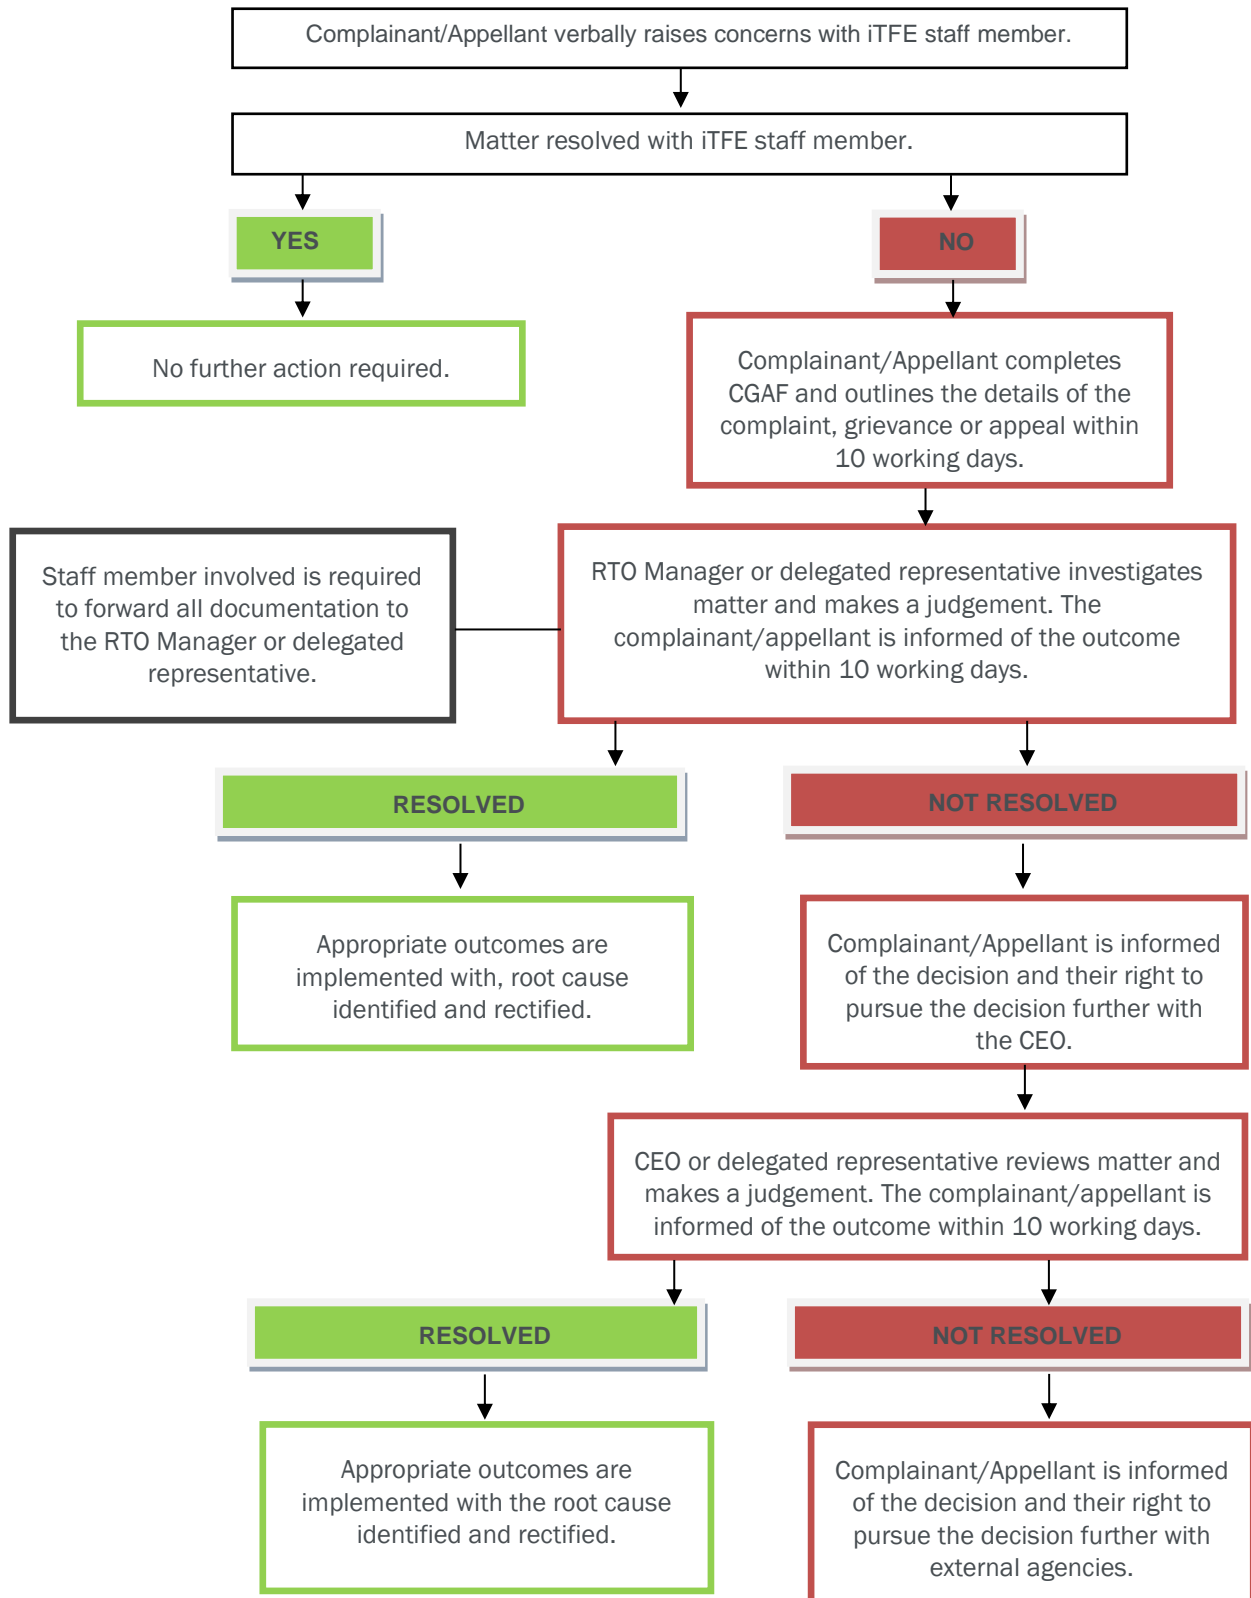 Complainant/Appellant verbally raises concerns with iTFE staff member.
Matter resolved with iTFE staff member.
YES
NO
No further action required.
Complainant/Appellant completes
CGAF and outlines the details of the
complaint, grievance or appeal within
10 working days.
Staff member involved is required
to forward all documentation to
the RTO Manager or delegated
representative.
RTO Manager or delegated representative investigates
matter and makes a judgement. The
complainant/appellant is informed of the outcome
within 10 working days.
RESOLVED
NOT RESOLVED
Appropriate outcomes are
implemented with, root cause
identified and rectified.
Complainant/Appellant is informed
of the decision and their right to
pursue the decision further with
the CEO.
CEO or delegated representative reviews matter and
makes a judgement. The complainant/appellant is
informed of the outcome within 10 working days.
RESOLVED
NOT RESOLVED
Appropriate outcomes are
implemented with the root cause
identified and rectified.
Complainant/Appellant is informed
of the decision and their right to
pursue the decision further with
external agencies.